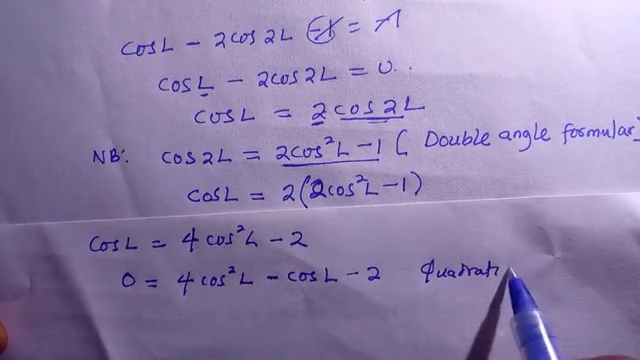 cosL - 2cos2L =
cosL - 2cos2L = 0.
cosL = 2cos2L
NB: cos2L = 2cos²L - 1 ( Double angle formular)
cosL = 2(2cos²L - 1)
cosL = 4cos²L - 2
0 = 4cos²L - cosL - 2 Quadrati